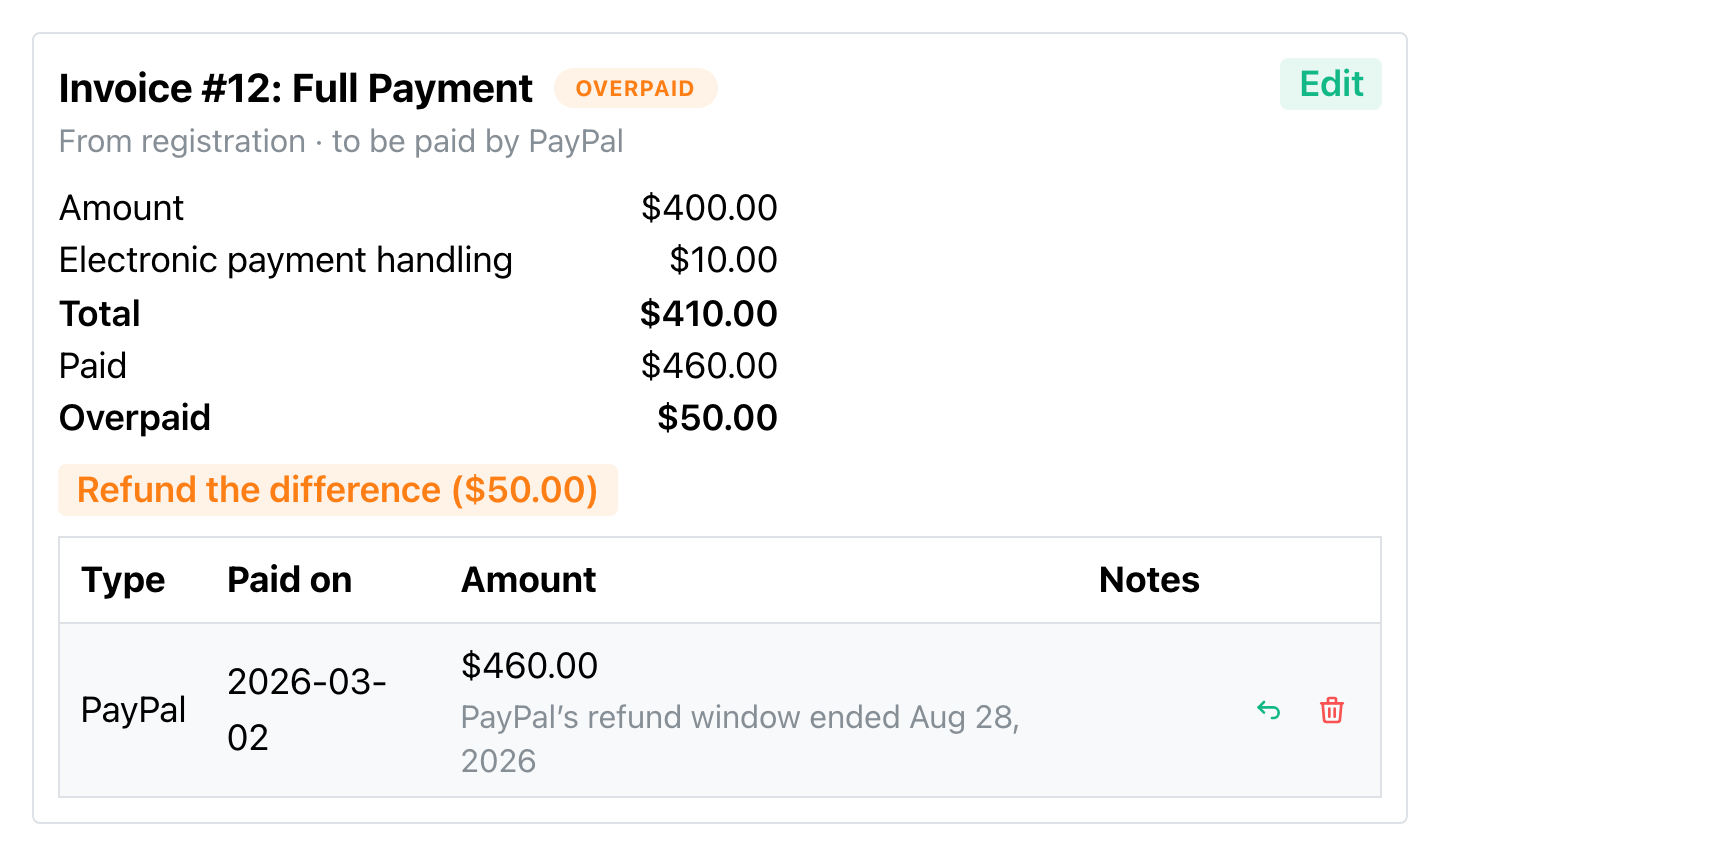 Invoice #12: Full Payment OVERPAID Edit
From registration · to be paid by PayPal
Amount $400.00
Electronic payment handling $10.00
Total $410.00
Paid $460.00
Overpaid $50.00
Refund the difference ($50.00)
Type Paid on Amount Notes
PayPal 2026-03-02 $460.00
PayPal’s refund window ended Aug 28,
2026